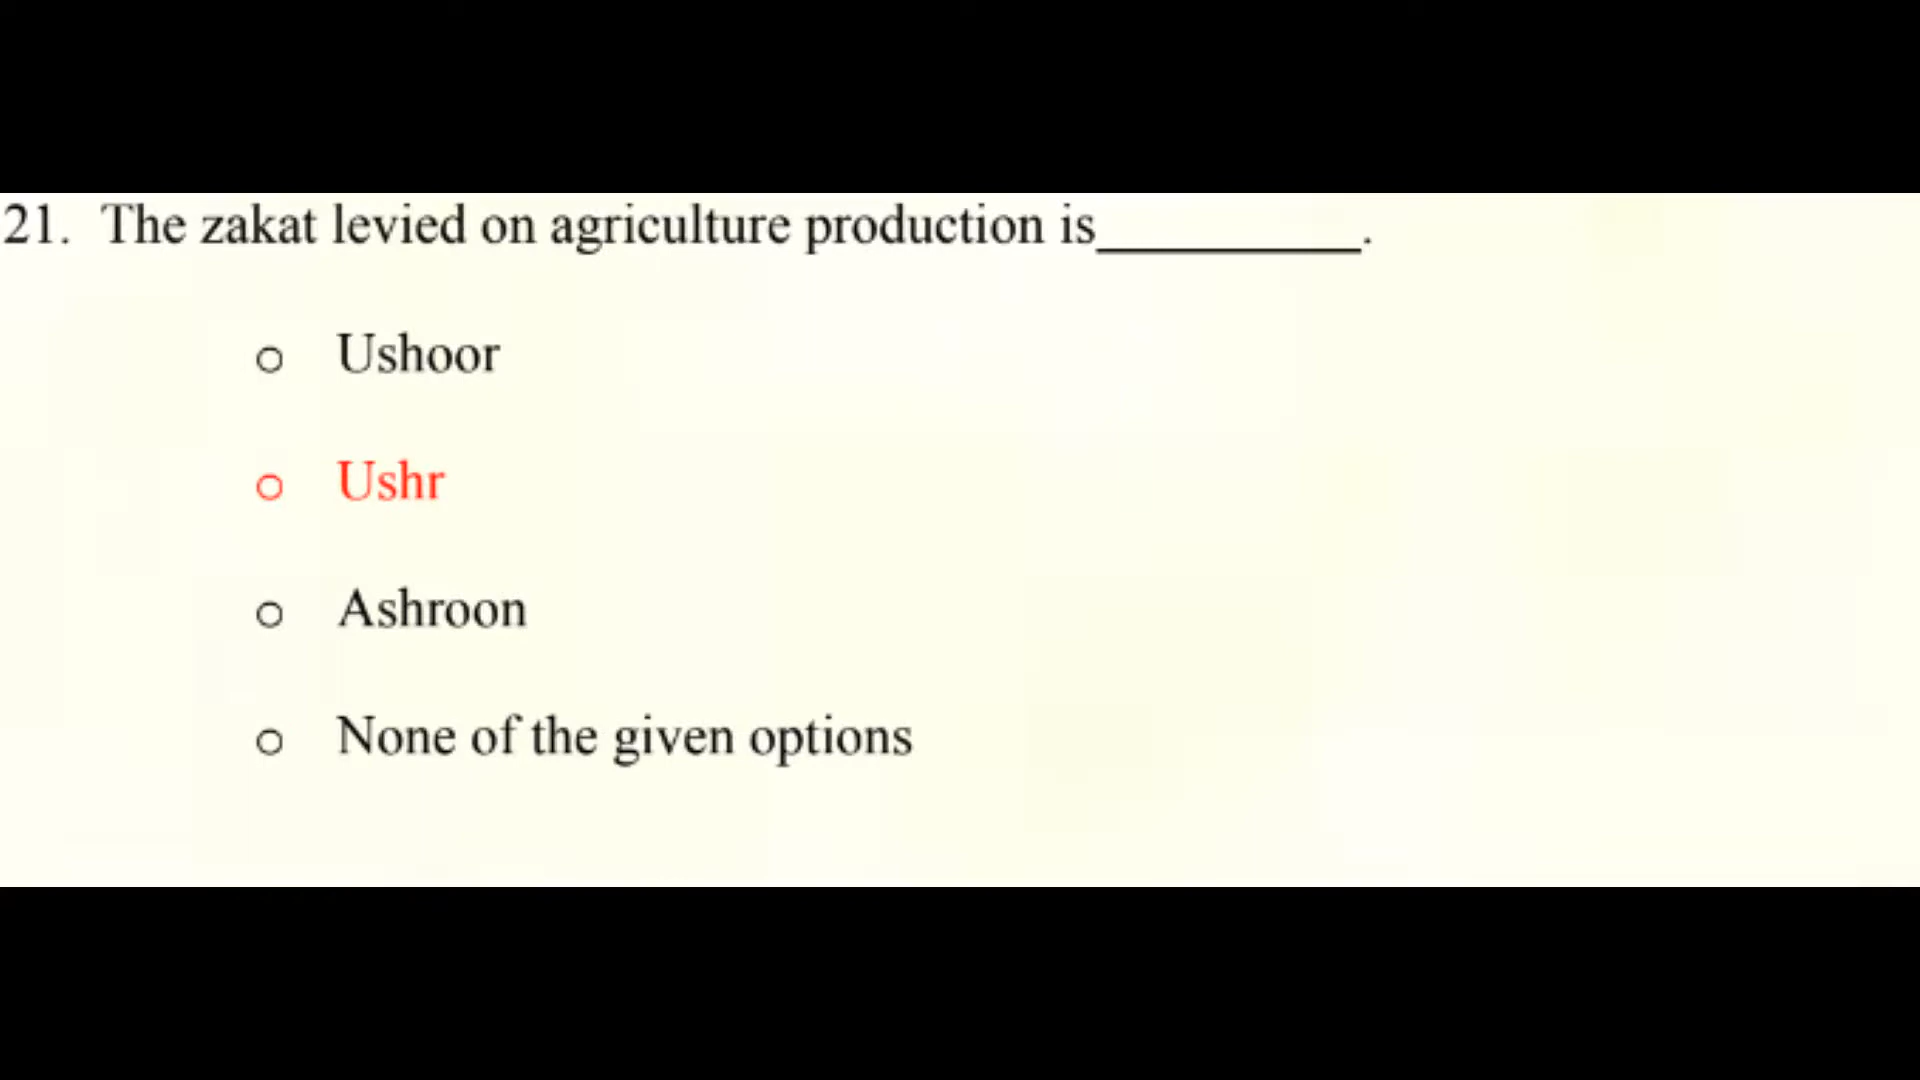 21. The zakat levied on agriculture production is__________.
o Ushoor
o Ushr
o Ashroon
o None of the given options